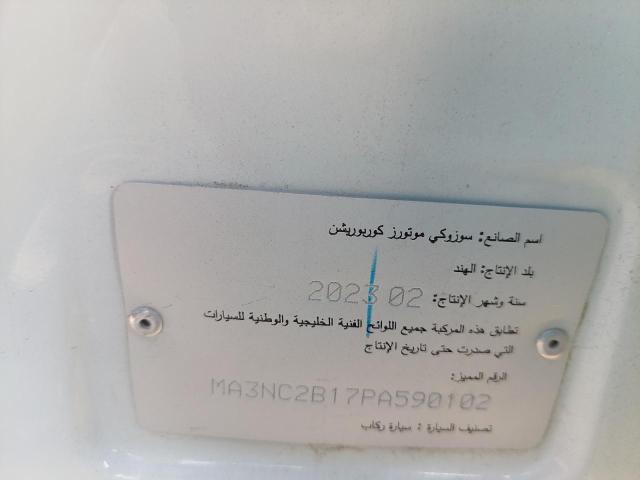 اسم الصانع: سوزوكي موتورز كوربوريشن
بلد الإنتاج: الهند
سنة وشهر الإنتاج: 02 2023
تطابق هذه المركبة جميع اللوائح الفنية الخليجية والوطنية للسيارات
التي صدرت حتى تاريخ الإنتاج
الرقم المميز:
MA3NC2B17PA590102
تصنيف السيارة : سيارة ركاب